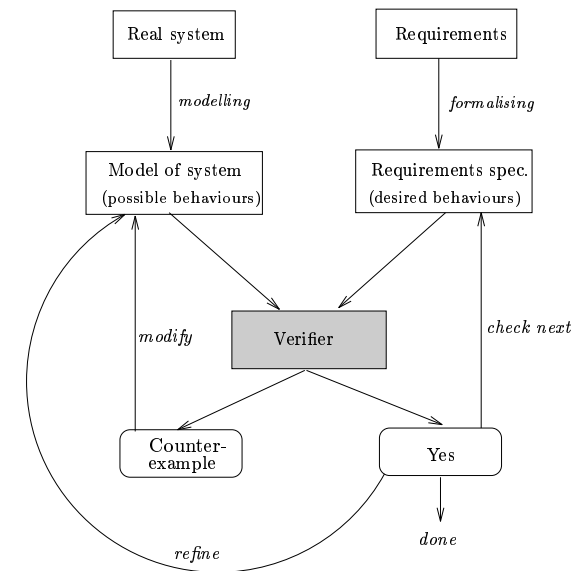 Real system
Requirements
modelling
formalising
Model of system
(possible behaviours)
Requirements spec.
(desired behaviours)
Verifier
modify
check next
Counter-
example
Yes
refine
done